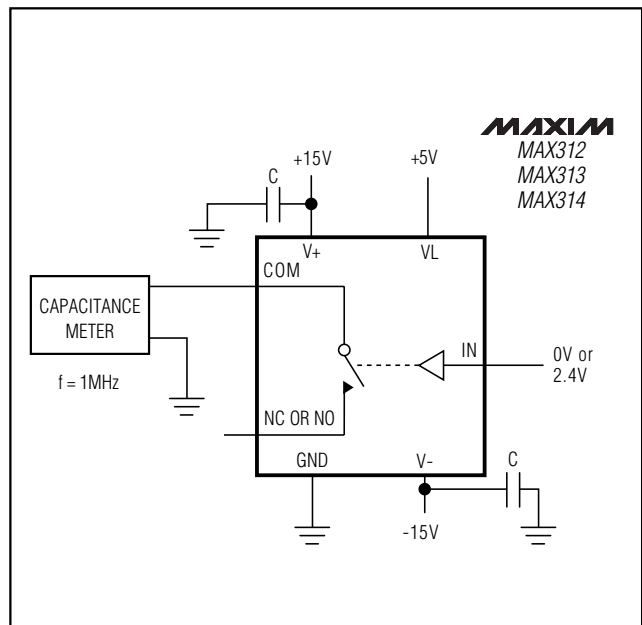 MAXIM
MAX312
MAX313
MAX314
+15V
+5V
C
V+
VL
COM
CAPACITANCE
METER
f = 1MHz
IN
0V or
2.4V
NC OR NO
GND
V-
C
-15V